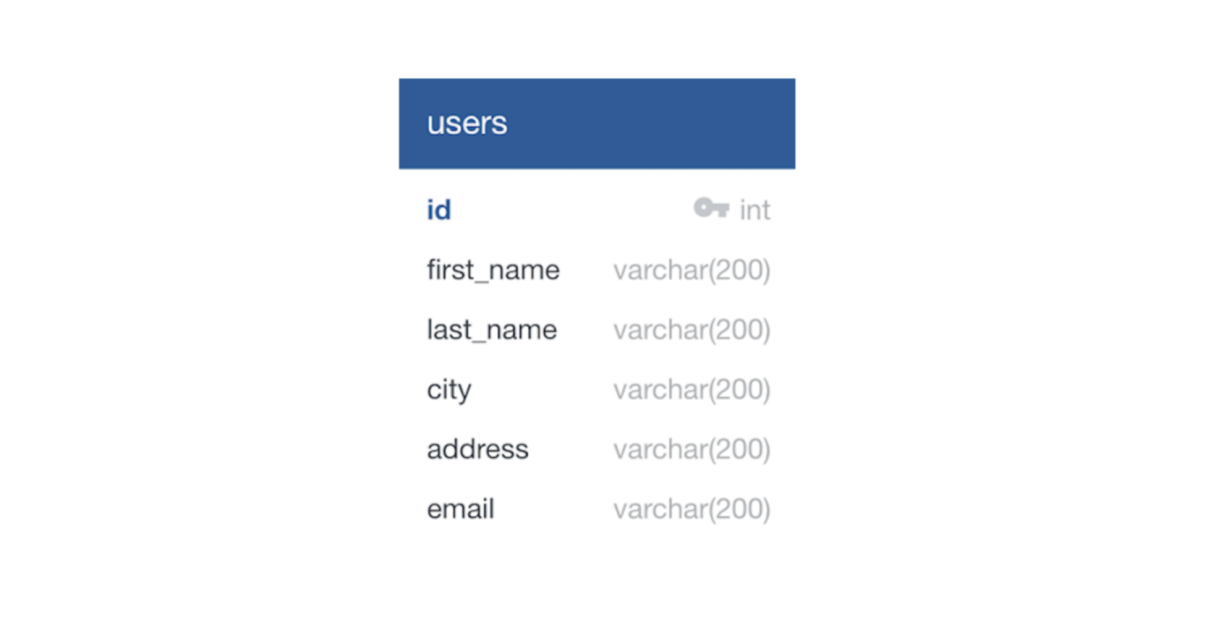 users
id int
first_name varchar(200)
last_name varchar(200)
city varchar(200)
address varchar(200)
email varchar(200)